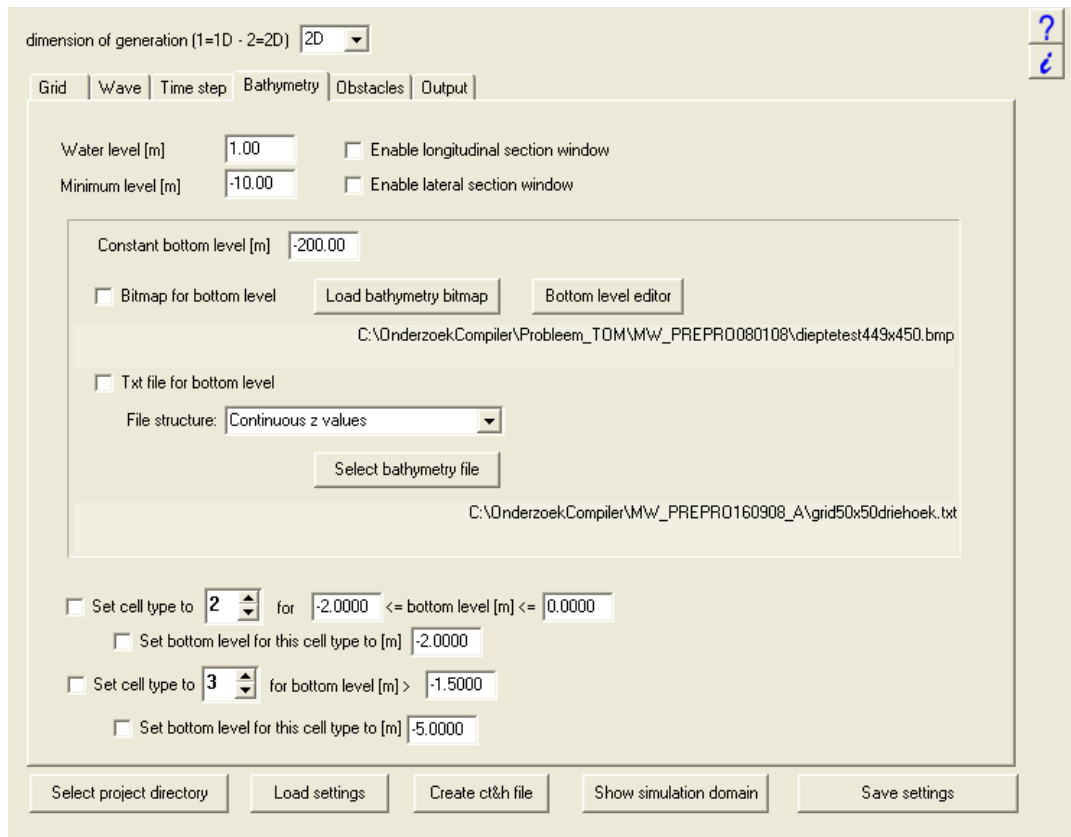 dimension of generation (1=1D - 2=2D) 2D
?
i
Grid Wave Time step Bathymetry Obstacles Output
Water level [m] 1.00 Enable longitudinal section window
Minimum level [m] -10.00 Enable lateral section window
Constant bottom level [m] -200.00
Bitmap for bottom level Load bathymetry bitmap Bottom level editor
C:\OnderzoekCompiler\Probleem_TOM\MW_PREPRO080108\dieptetest449x450.bmp
Txt file for bottom level
File structure: Continuous z values
Select bathymetry file
C:\OnderzoekCompiler\MW_PREPRO160908_A\grid50x50driehoek.txt
Set cell type to 2 for -2.0000 <= bottom level [m] <= 0.0000
Set bottom level for this cell type to [m] -2.0000
Set cell type to 3 for bottom level [m] > -1.5000
Set bottom level for this cell type to [m] -5.0000
Select project directory Load settings Create ct&h file Show simulation domain Save settings